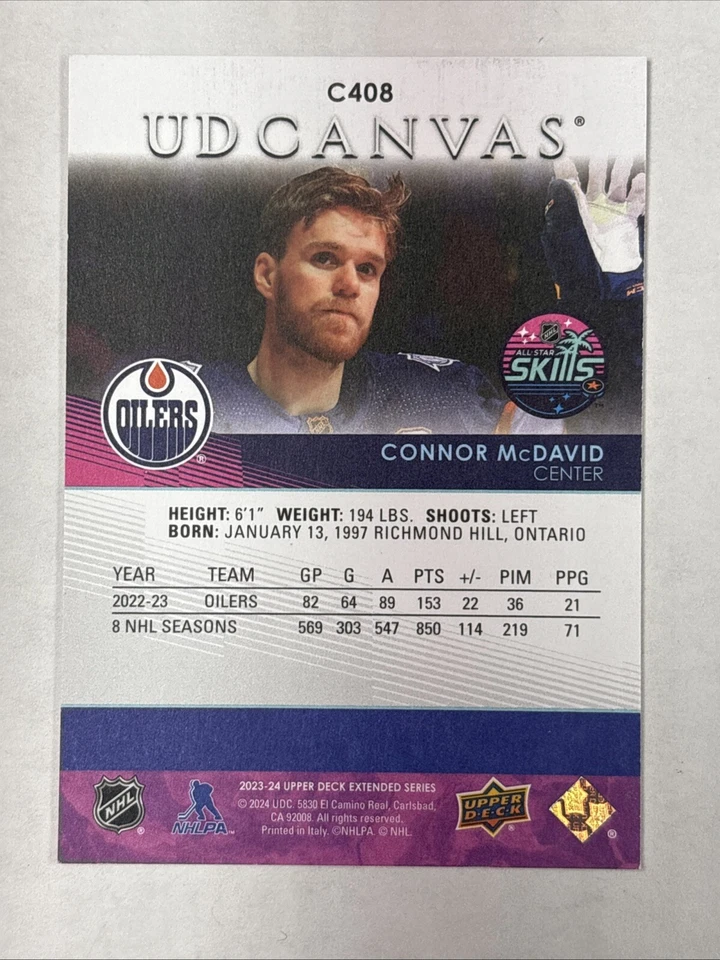 C408
UD CANVAS®
NHL
ALL STAR
SKILLS
OILERS
®
CONNOR McDAVID
CENTER
HEIGHT: 6'1" WEIGHT: 194 LBS. SHOOTS: LEFT
BORN: JANUARY 13, 1997 RICHMOND HILL, ONTARIO
YEAR TEAM GP G A PTS +/- PIM PPG
2022-23 OILERS 82 64 89 153 22 36 21
8 NHL SEASONS 569 303 547 850 114 219 71
2023-24 UPPER DECK EXTENDED SERIES
© 2024 UDC. 5830 El Camino Real, Carlsbad,
CA 92008. All rights reserved.
Printed in Italy. ©NHLPA. © NHL.
NHL ®
NHLPA™
UPPER
DECK ®
®